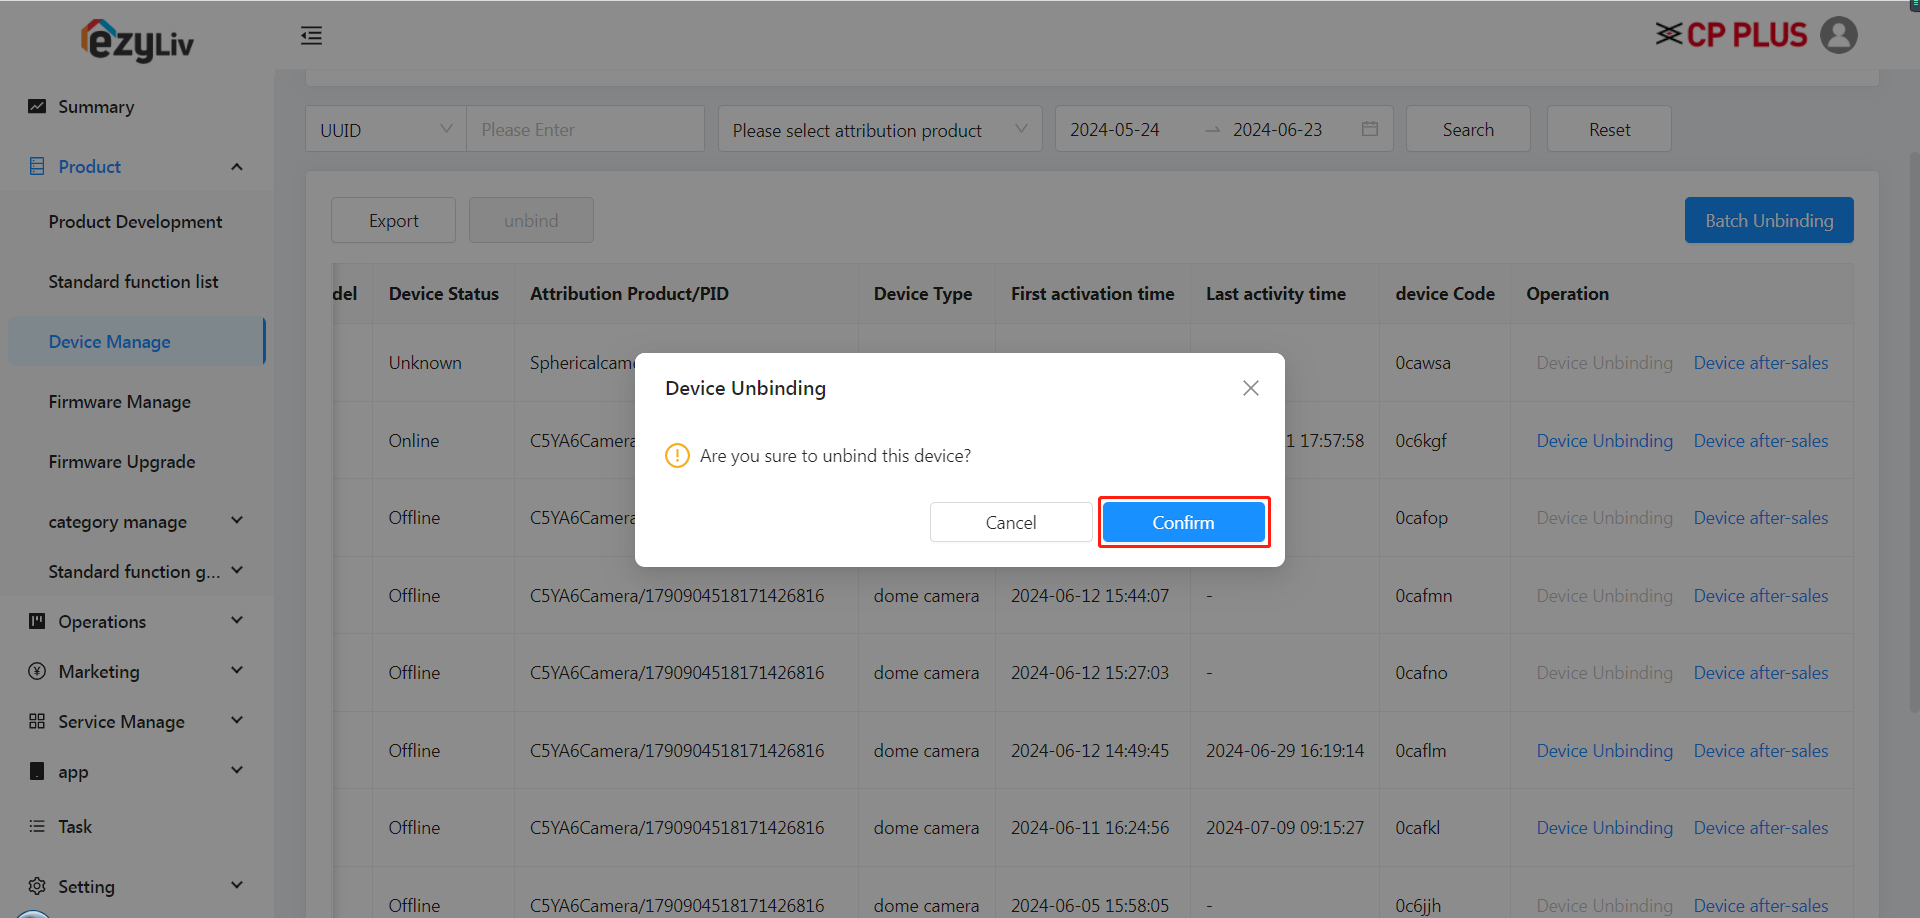 ezyLiv
CP PLUS
Summary
Product
Product Development
Standard function list
Device Manage
Firmware Manage
Firmware Upgrade
category manage
Standard function g...
Operations
Marketing
Service Manage
app
Task
Setting
UUID Please Enter Please select attribution product 2024-05-24 → 2024-06-23 Search Reset
Export unbind Batch Unbinding
del Device Status Attribution Product/PID Device Type First activation time Last activity time device Code Operation
Unknown Sphericalcame 0cawsa Device Unbinding Device after-sales
Online C5YA6Camera 1 17:57:58 0c6kgf Device Unbinding Device after-sales
Offline C5YA6Camera 0cafop Device Unbinding Device after-sales
Offline C5YA6Camera/1790904518171426816 dome camera 2024-06-12 15:44:07 - 0cafmn Device Unbinding Device after-sales
Offline C5YA6Camera/1790904518171426816 dome camera 2024-06-12 15:27:03 - 0cafno Device Unbinding Device after-sales
Offline C5YA6Camera/1790904518171426816 dome camera 2024-06-12 14:49:45 2024-06-29 16:19:14 0caflm Device Unbinding Device after-sales
Offline C5YA6Camera/1790904518171426816 dome camera 2024-06-11 16:24:56 2024-07-09 09:15:27 0cafkl Device Unbinding Device after-sales
Offline C5YA6Camera/1790904518171426816 dome camera 2024-06-05 15:58:05 - 0c6jjh Device Unbinding Device after-sales
Device Unbinding
Are you sure to unbind this device?
Cancel Confirm